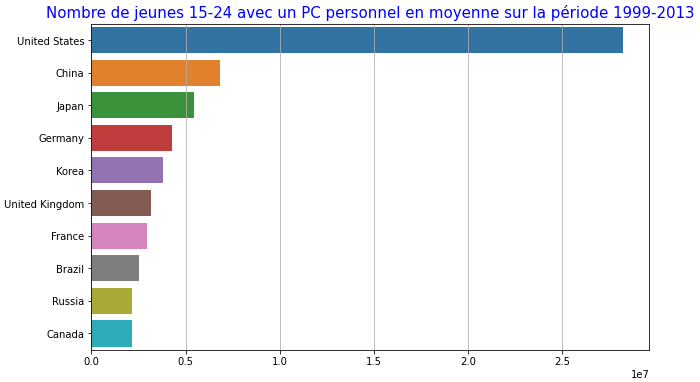 Nombre de jeunes 15-24 avec un PC personnel en moyenne sur la période 1999-2013
United States
China
Japan
Germany
Korea
United Kingdom
France
Brazil
Russia
Canada
0.0 0.5 1.0 1.5 2.0 2.5
1e7